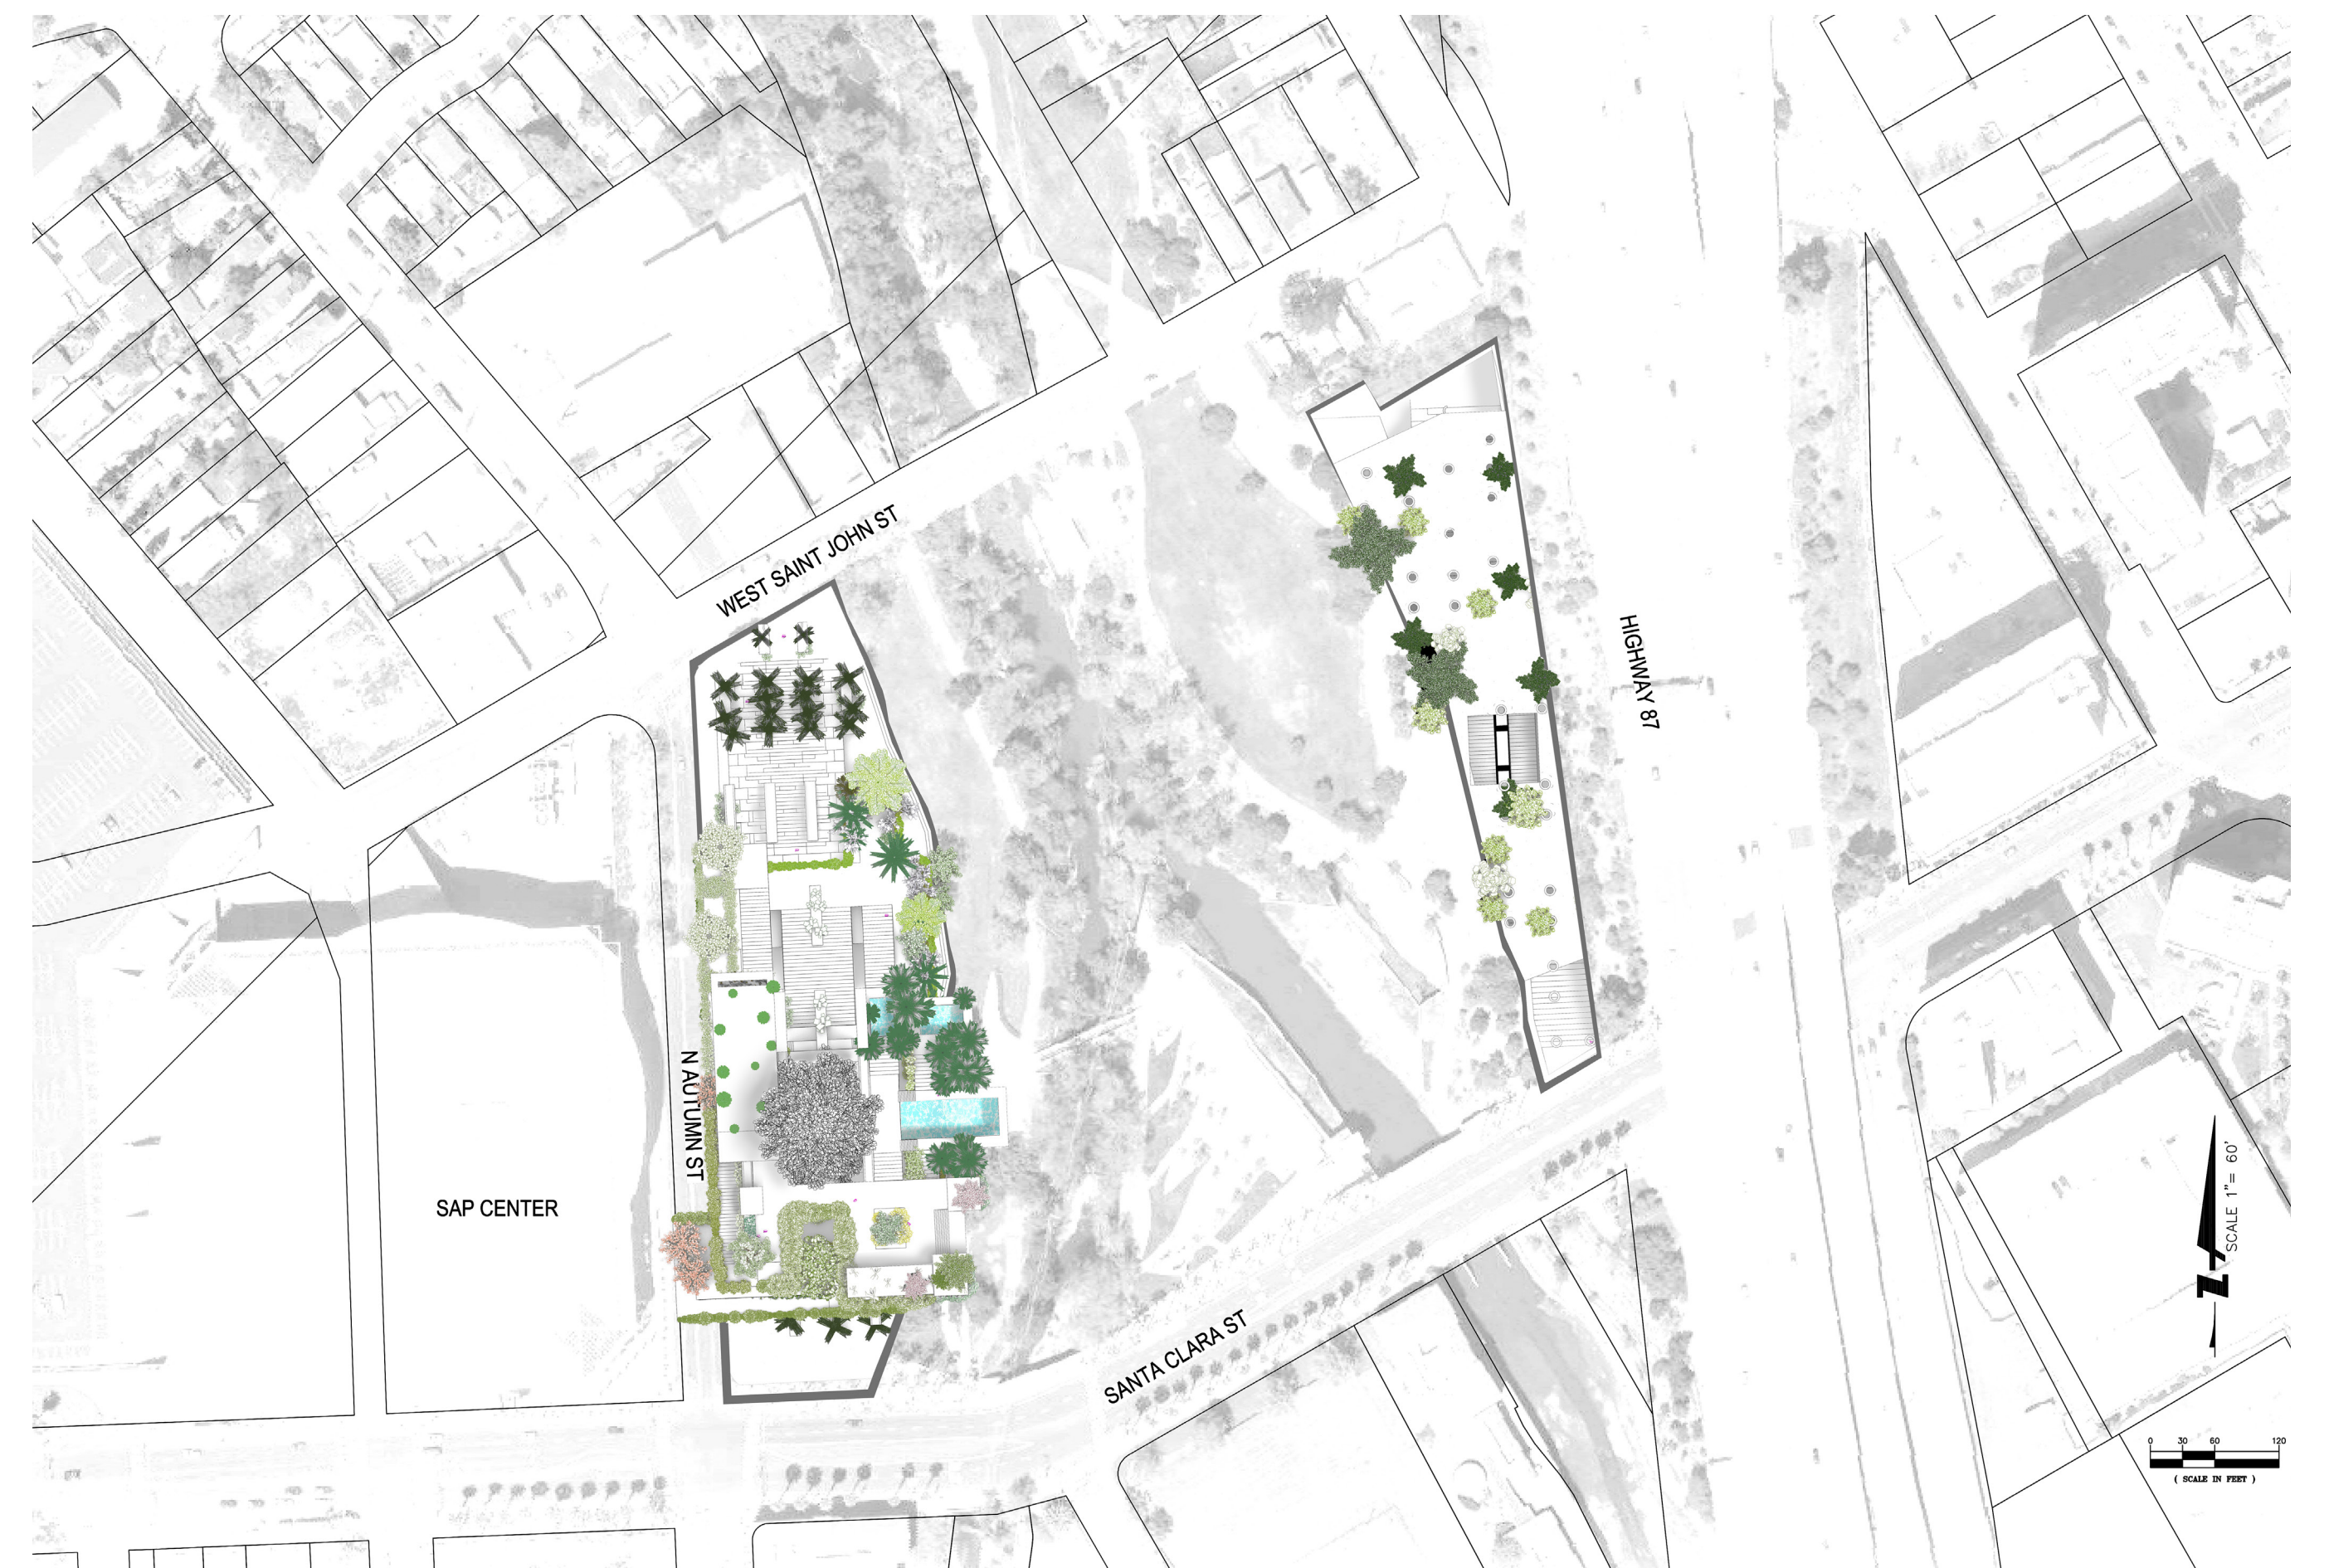 WEST SAINT JOHN ST
HIGHWAY 87
N AUTUMN ST
SAP CENTER
SANTA CLARA ST
N
SCALE 1"= 60'
0 30 60 120
( SCALE IN FEET )